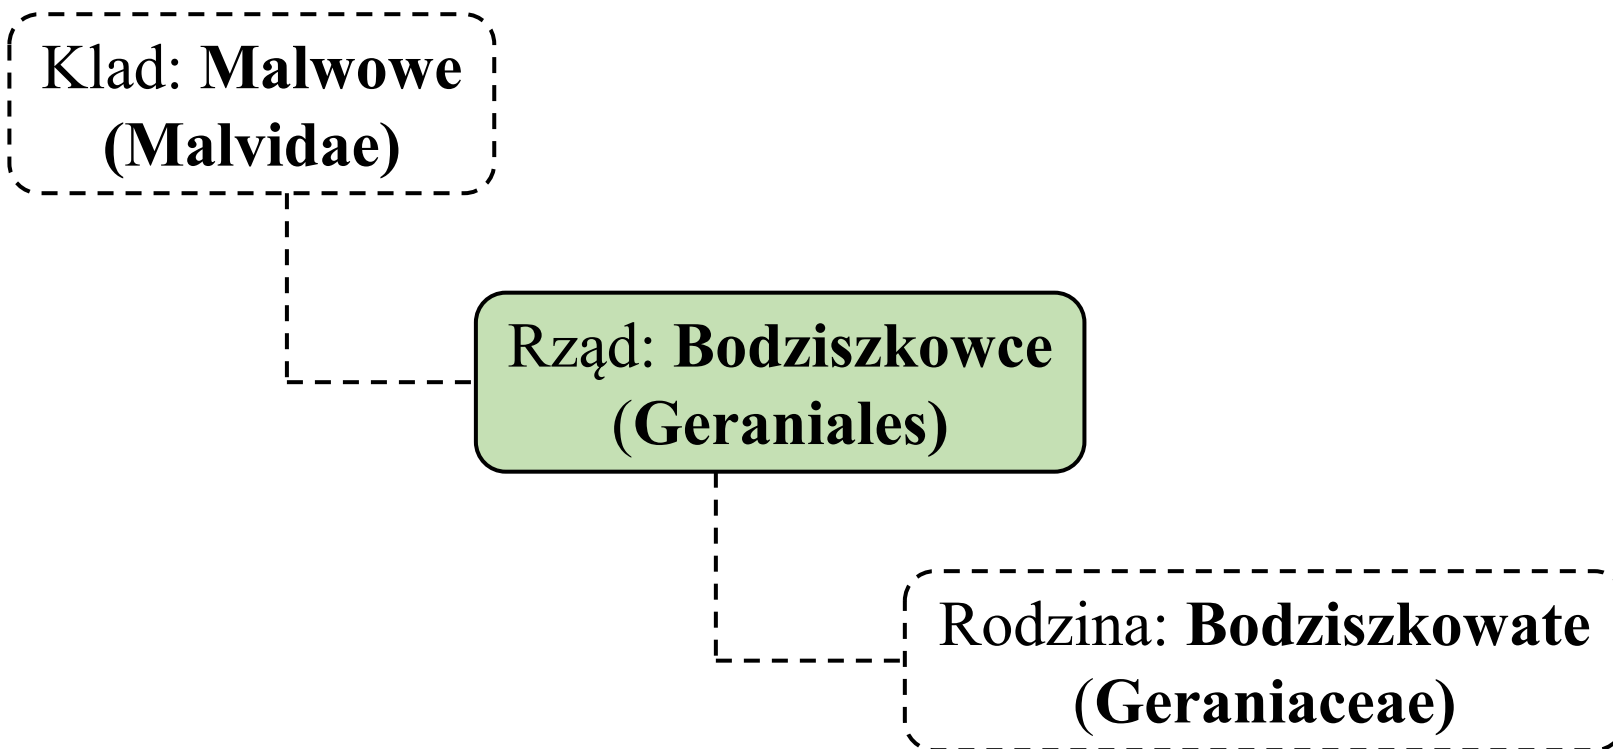 Klad: Malwowe
(Malvidae)
Rząd: Bodziszkowce
(Geraniales)
Rodzina: Bodziszkowate
(Geraniaceae)